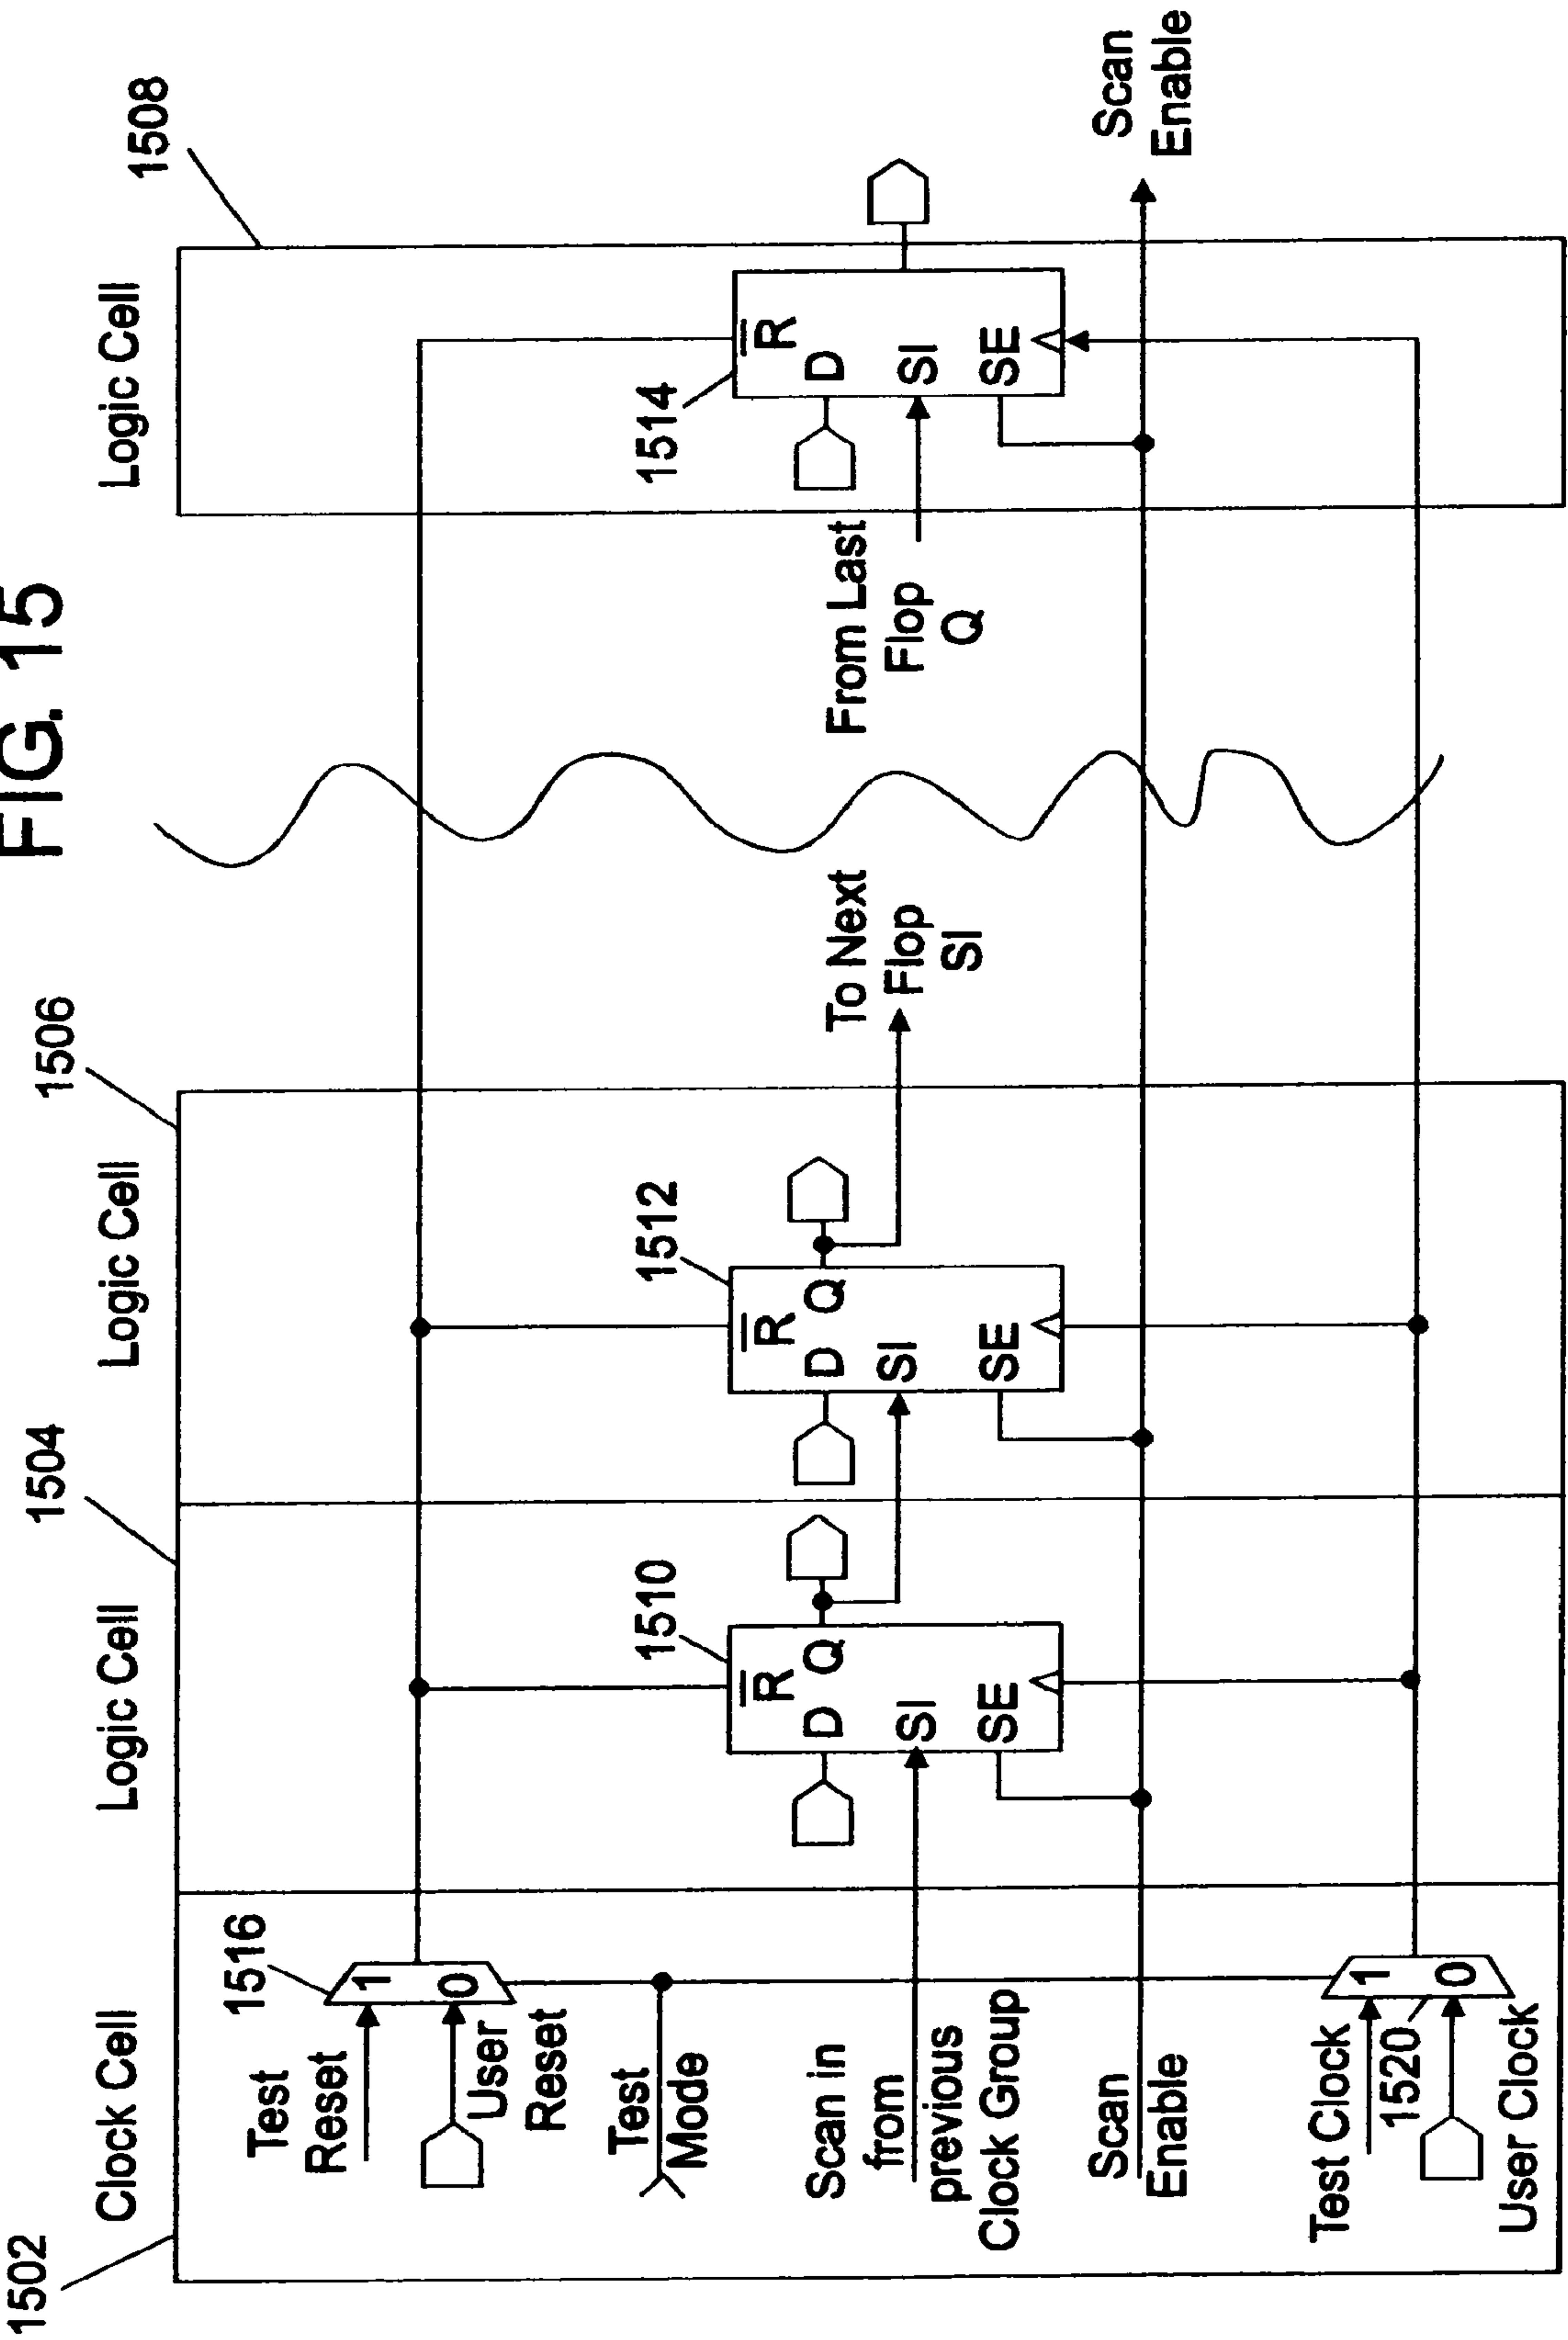 FIG. 15
1502
1504
1506
1508
Clock Cell
Logic Cell
Logic Cell
Logic Cell
Test
Reset
1516
1
0
User
Reset
Test
Mode
Scan in
from
previous
Clock Group
Scan
Enable
Test Clock
1520
1
0
User Clock
1510
R
D Q
SI
SE
1512
R
D Q
SI
SE
To Next
Flop
SI
From Last
Flop
Q
1514
R
D
SI
SE
Scan
Enable